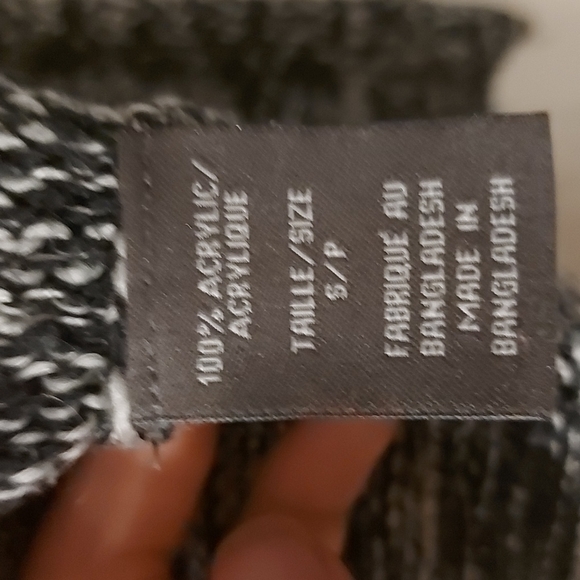 100% ACRYLIC/
ACRYLIQUE
TAILLE/SIZE
S/P
FABRIQUÉ AU
BANGLADESH
MADE IN
BANGLADESH